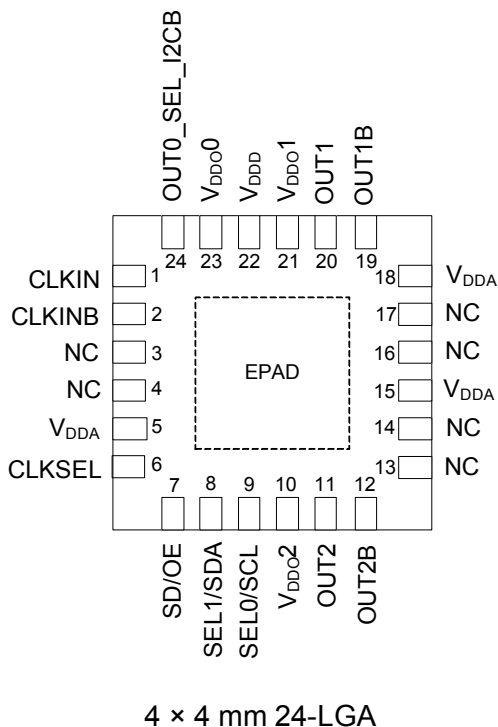 OUT0_SEL_I2CB
VDDO0
VDDD
VDDO1
OUT1
OUT1B
24
23
22
21
20
19
CLKIN 1
CLKINB 2
NC 3
NC 4
VDDA 5
CLKSEL 6
18 VDDA
17 NC
16 NC
15 VDDA
14 NC
13 NC
EPAD
7
8
9
10
11
12
SD/OE
SEL1/SDA
SEL0/SCL
VDDO2
OUT2
OUT2B
4 × 4 mm 24-LGA